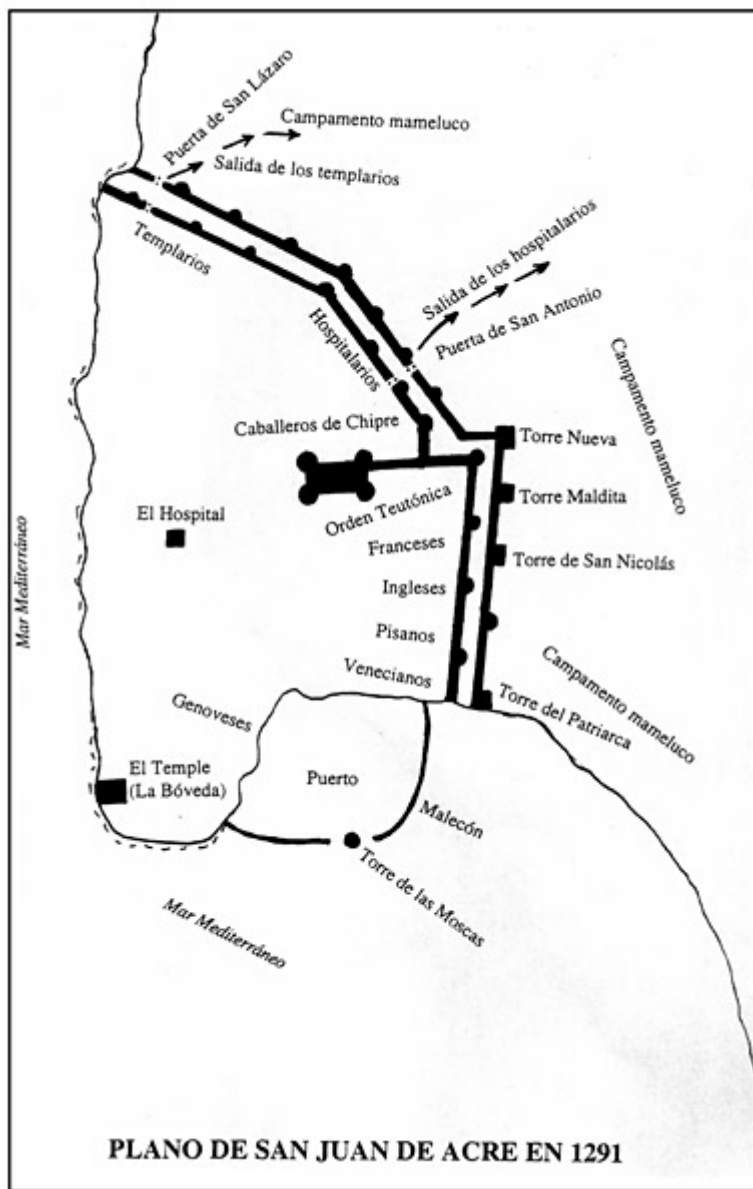 Puerta de San Lázaro
Campamento mameluco
Salida de los templarios
Templarios
Salida de los hospitalarios
Puerta de San Antonio
Hospitalarios
Campamento mameluco
Caballeros de Chipre
Torre Nueva
Orden Teutónica
Torre Maldita
El Hospital
Franceses
Torre de San Nicolás
Mar Mediterráneo
Ingleses
Pisanos
Venecianos
Campamento mameluco
Torre del Patriarca
Genoveses
El Temple
(La Bóveda)
Puerto
Malecón
Torre de las Moscas
Mar Mediterráneo
PLANO DE SAN JUAN DE ACRE EN 1291